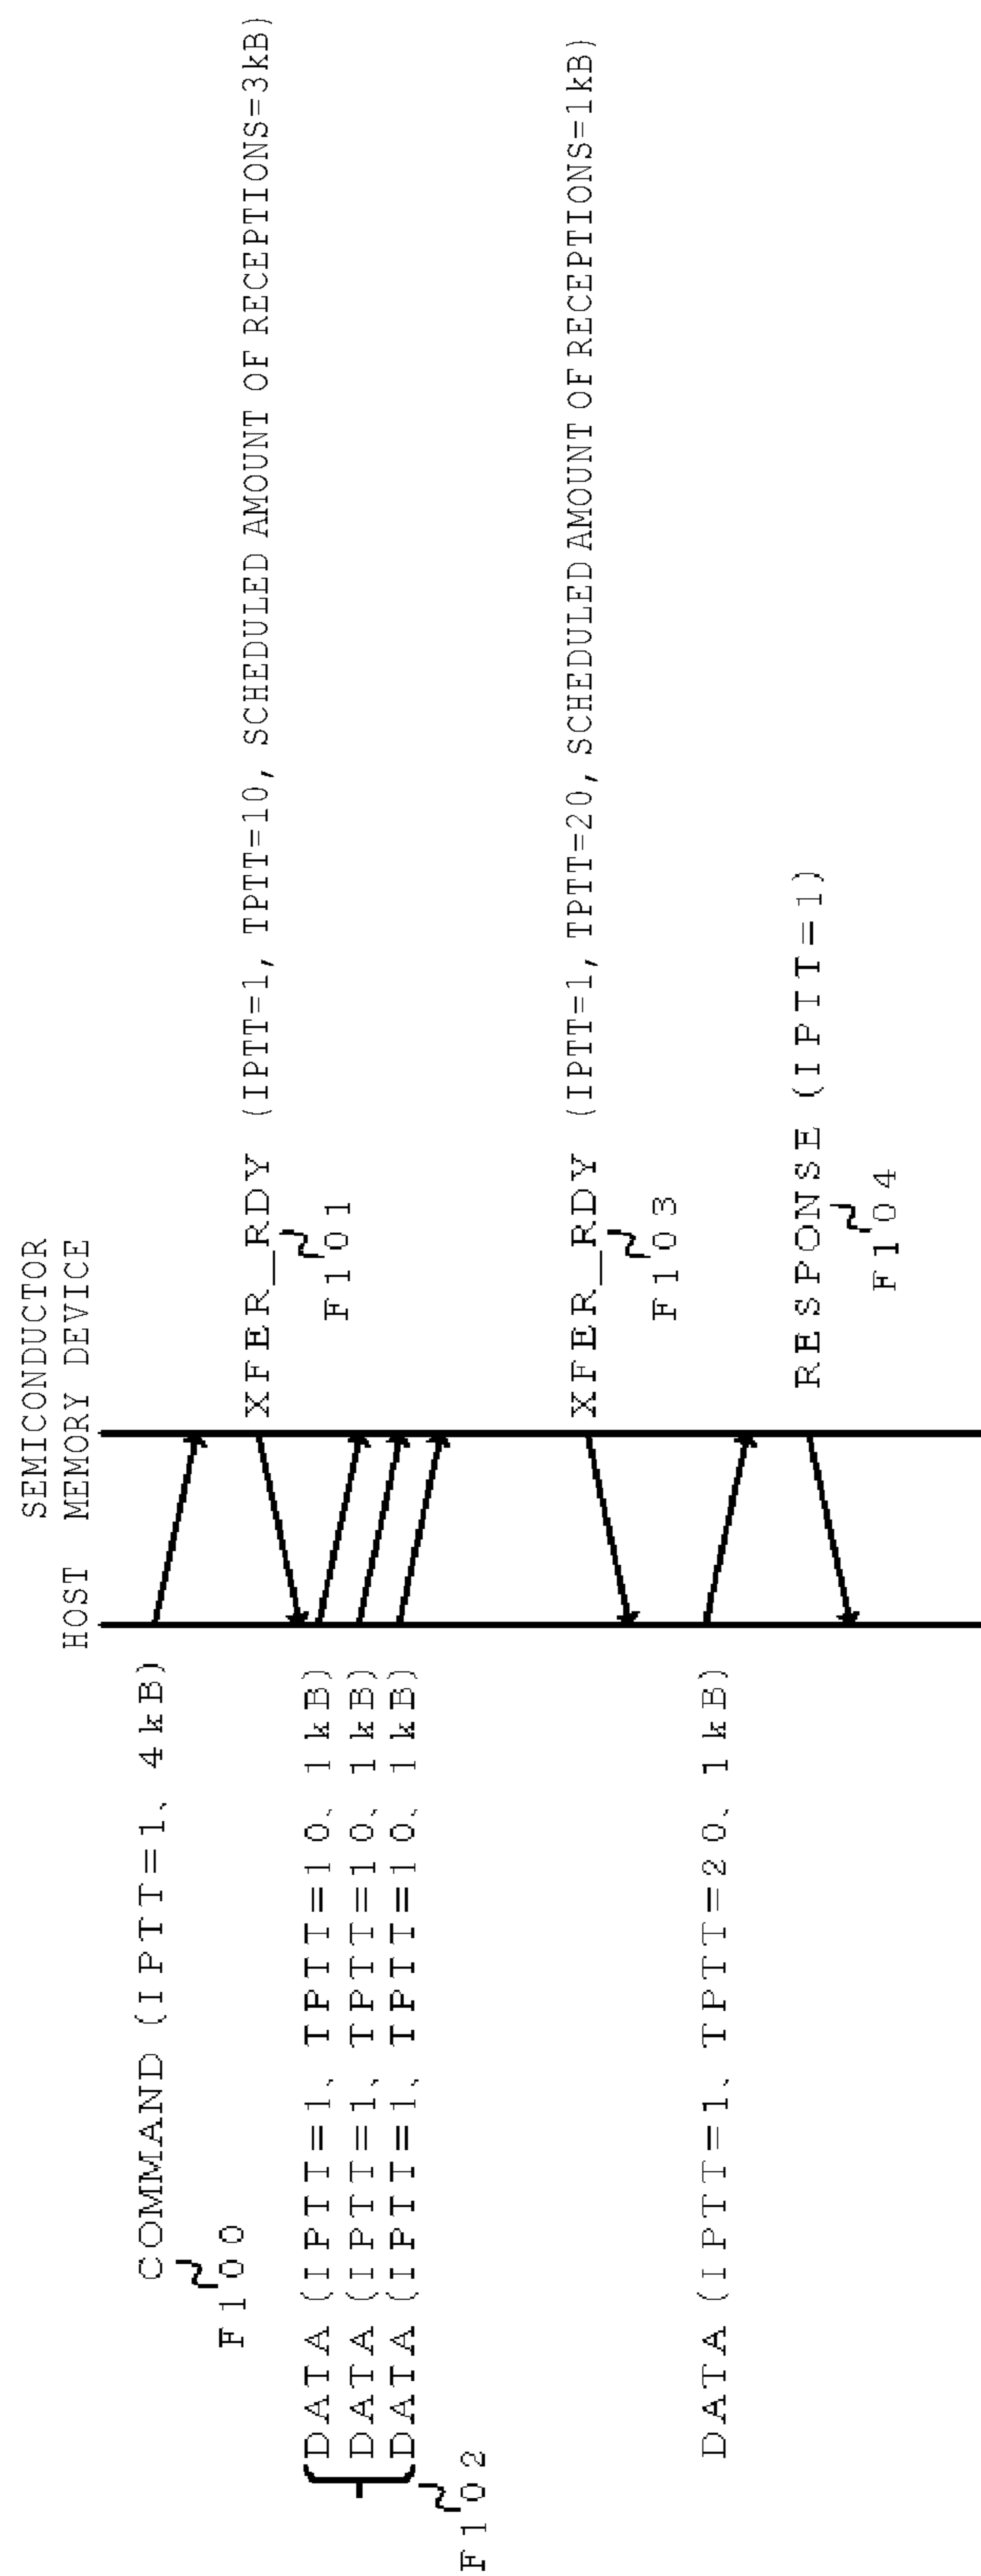 SEMICONDUCTOR
HOST MEMORY DEVICE
COMMAND (IPTT=1、4kB)
F100
XFER_RDY (IPTT=1, TPTT=10, SCHEDULED AMOUNT OF RECEPTIONS=3kB)
F101
DATA (IPTT=1、TPTT=10、1kB)
DATA (IPTT=1、TPTT=10、1kB)
DATA (IPTT=1、TPTT=10、1kB)
F102
XFER_RDY (IPTT=1, TPTT=20, SCHEDULED AMOUNT OF RECEPTIONS=1kB)
F103
DATA (IPTT=1、TPTT=20、1kB)
RESPONSE (IPTT=1)
F104